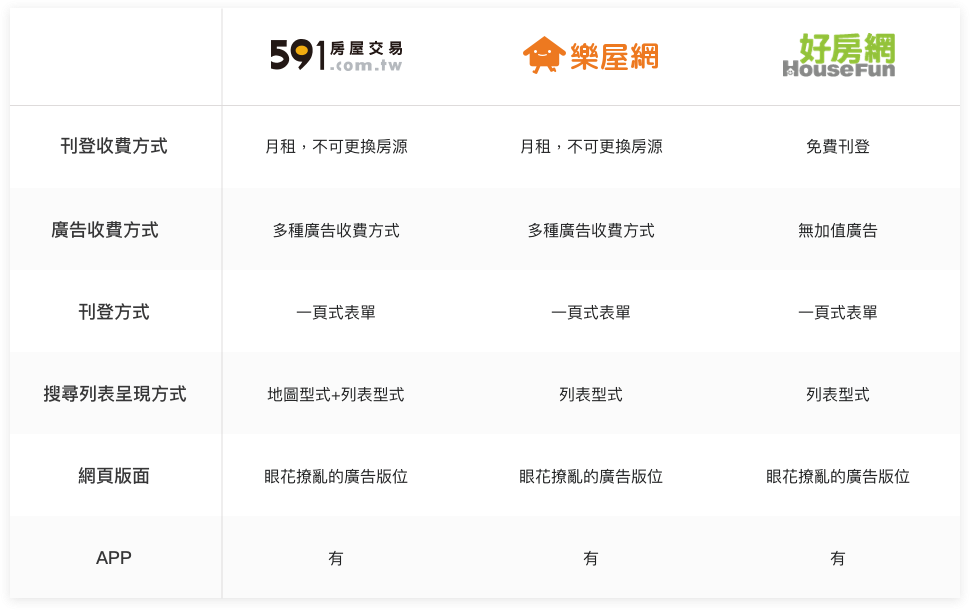 591 房屋交易 .com.tw 樂屋網 好房網 HouseFun
刊登收費方式 月租，不可更換房源 月租，不可更換房源 免費刊登
廣告收費方式 多種廣告收費方式 多種廣告收費方式 無加值廣告
刊登方式 一頁式表單 一頁式表單 一頁式表單
搜尋列表呈現方式 地圖型式+列表型式 列表型式 列表型式
網頁版面 眼花撩亂的廣告版位 眼花撩亂的廣告版位 眼花撩亂的廣告版位
APP 有 有 有